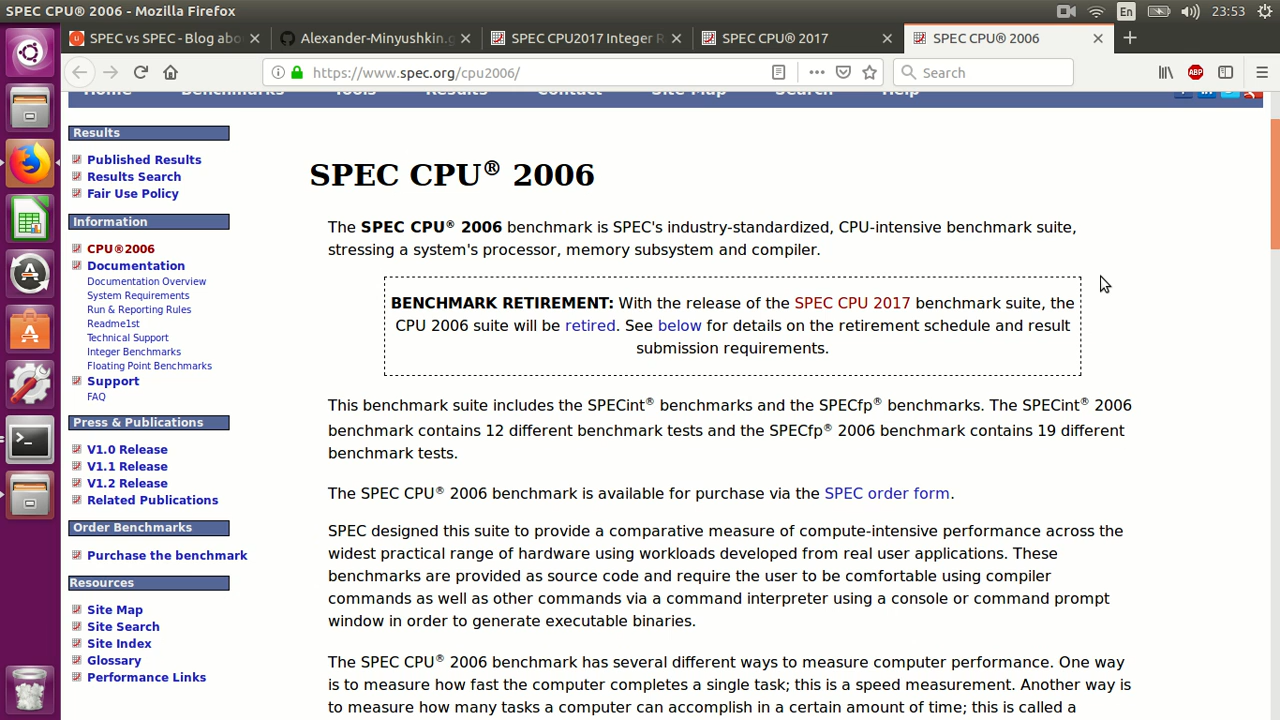 SPEC CPU® 2006 - Mozilla Firefox
En
23:53
SPEC vs SPEC - Blog abo
Alexander-Minyushkin.g
SPEC CPU2017 Integer R
SPEC CPU® 2017
SPEC CPU® 2006
https://www.spec.org/cpu2006/
Search
ABP
Home Benchmarks Tools Results Contact Site Map Search Help
Results
Published Results
Results Search
Fair Use Policy
Information
CPU®2006
Documentation
Documentation Overview
System Requirements
Run & Reporting Rules
Readme1st
Technical Support
Integer Benchmarks
Floating Point Benchmarks
Support
FAQ
Press & Publications
V1.0 Release
V1.1 Release
V1.2 Release
Related Publications
Order Benchmarks
Purchase the benchmark
Resources
Site Map
Site Search
Site Index
Glossary
Performance Links
SPEC CPU® 2006
The SPEC CPU® 2006 benchmark is SPEC's industry-standardized, CPU-intensive benchmark suite,
stressing a system's processor, memory subsystem and compiler.
BENCHMARK RETIREMENT: With the release of the SPEC CPU 2017 benchmark suite, the
CPU 2006 suite will be retired. See below for details on the retirement schedule and result
submission requirements.
This benchmark suite includes the SPECint® benchmarks and the SPECfp® benchmarks. The SPECint® 2006
benchmark contains 12 different benchmark tests and the SPECfp® 2006 benchmark contains 19 different
benchmark tests.
The SPEC CPU® 2006 benchmark is available for purchase via the SPEC order form.
SPEC designed this suite to provide a comparative measure of compute-intensive performance across the
widest practical range of hardware using workloads developed from real user applications. These
benchmarks are provided as source code and require the user to be comfortable using compiler
commands as well as other commands via a command interpreter using a console or command prompt
window in order to generate executable binaries.
The SPEC CPU® 2006 benchmark has several different ways to measure computer performance. One way
is to measure how fast the computer completes a single task; this is a speed measurement. Another way is
to measure how many tasks a computer can accomplish in a certain amount of time; this is called a